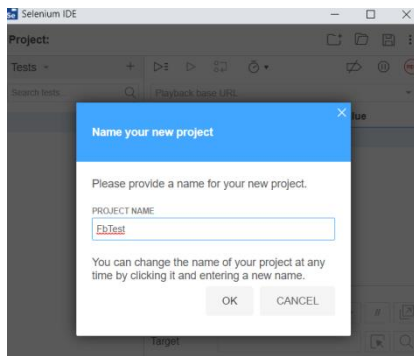 Selenium IDE
Project:
Tests
Search tests...
Playback base URL
lue
Name your new project
Please provide a name for your new project.
PROJECT NAME
FbTest
You can change the name of your project at any
time by clicking it and entering a new name.
OK CANCEL
//
Target